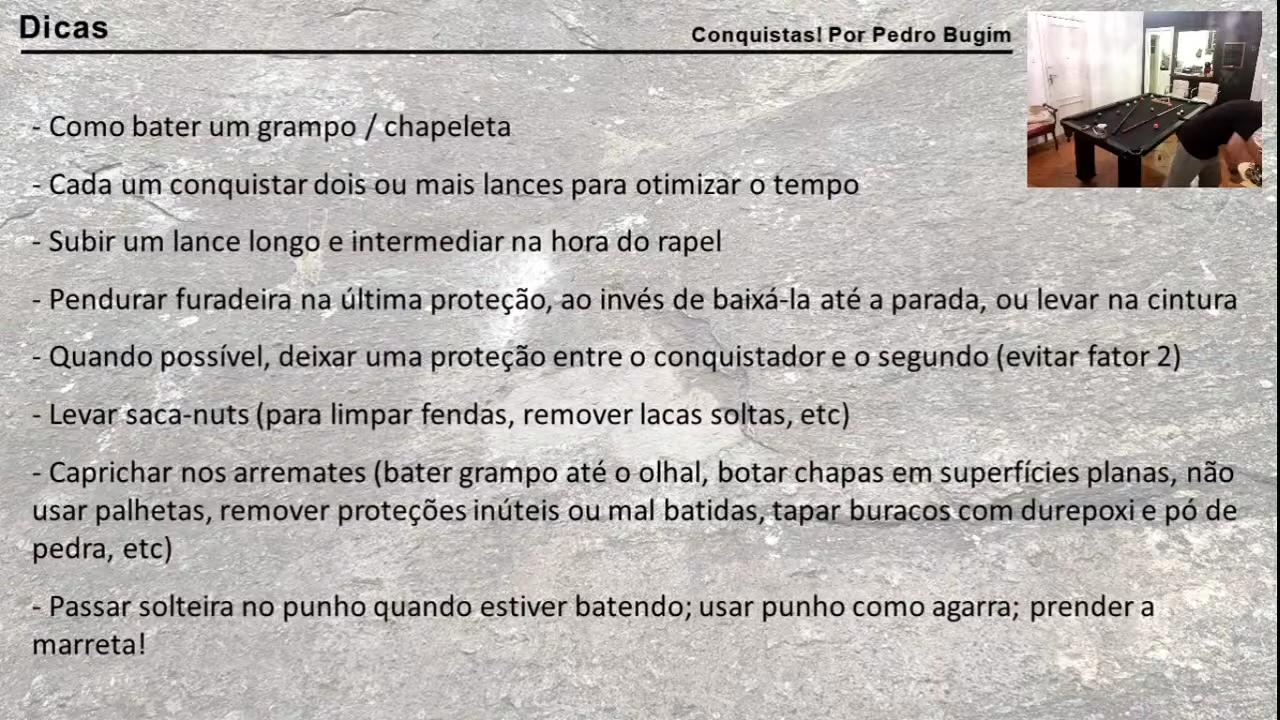 Dicas
Conquistas! Por Pedro Bugim
- Como bater um grampo / chapeleta
- Cada um conquistar dois ou mais lances para otimizar o tempo
- Subir um lance longo e intermediar na hora do rapel
- Pendurar furadeira na última proteção, ao invés de baixá-la até a parada, ou levar na cintura
- Quando possível, deixar uma proteção entre o conquistador e o segundo (evitar fator 2)
- Levar saca-nuts (para limpar fendas, remover lacas soltas, etc)
- Caprichar nos arremates (bater grampo até o olhal, botar chapas em superfícies planas, não
usar palhetas, remover proteções inúteis ou mal batidas, tapar buracos com durepoxi e pó de
pedra, etc)
- Passar solteira no punho quando estiver batendo; usar punho como agarra; prender a
marreta!